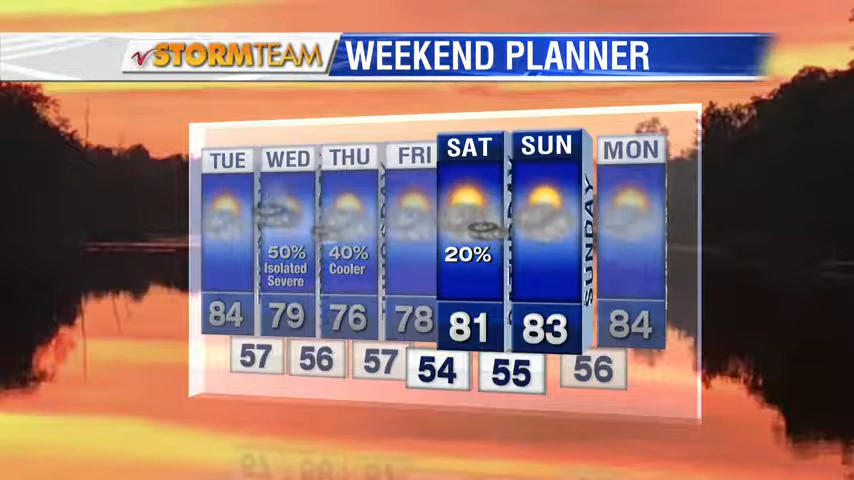 STORMTEAM
WEEKEND PLANNER
TUE WED THU FRI SAT SUN MON
50% 40% 20%
Isolated Cooler
Severe
84 79 76 78 81 83 84
57 56 57 54 55 56
SUNDAY